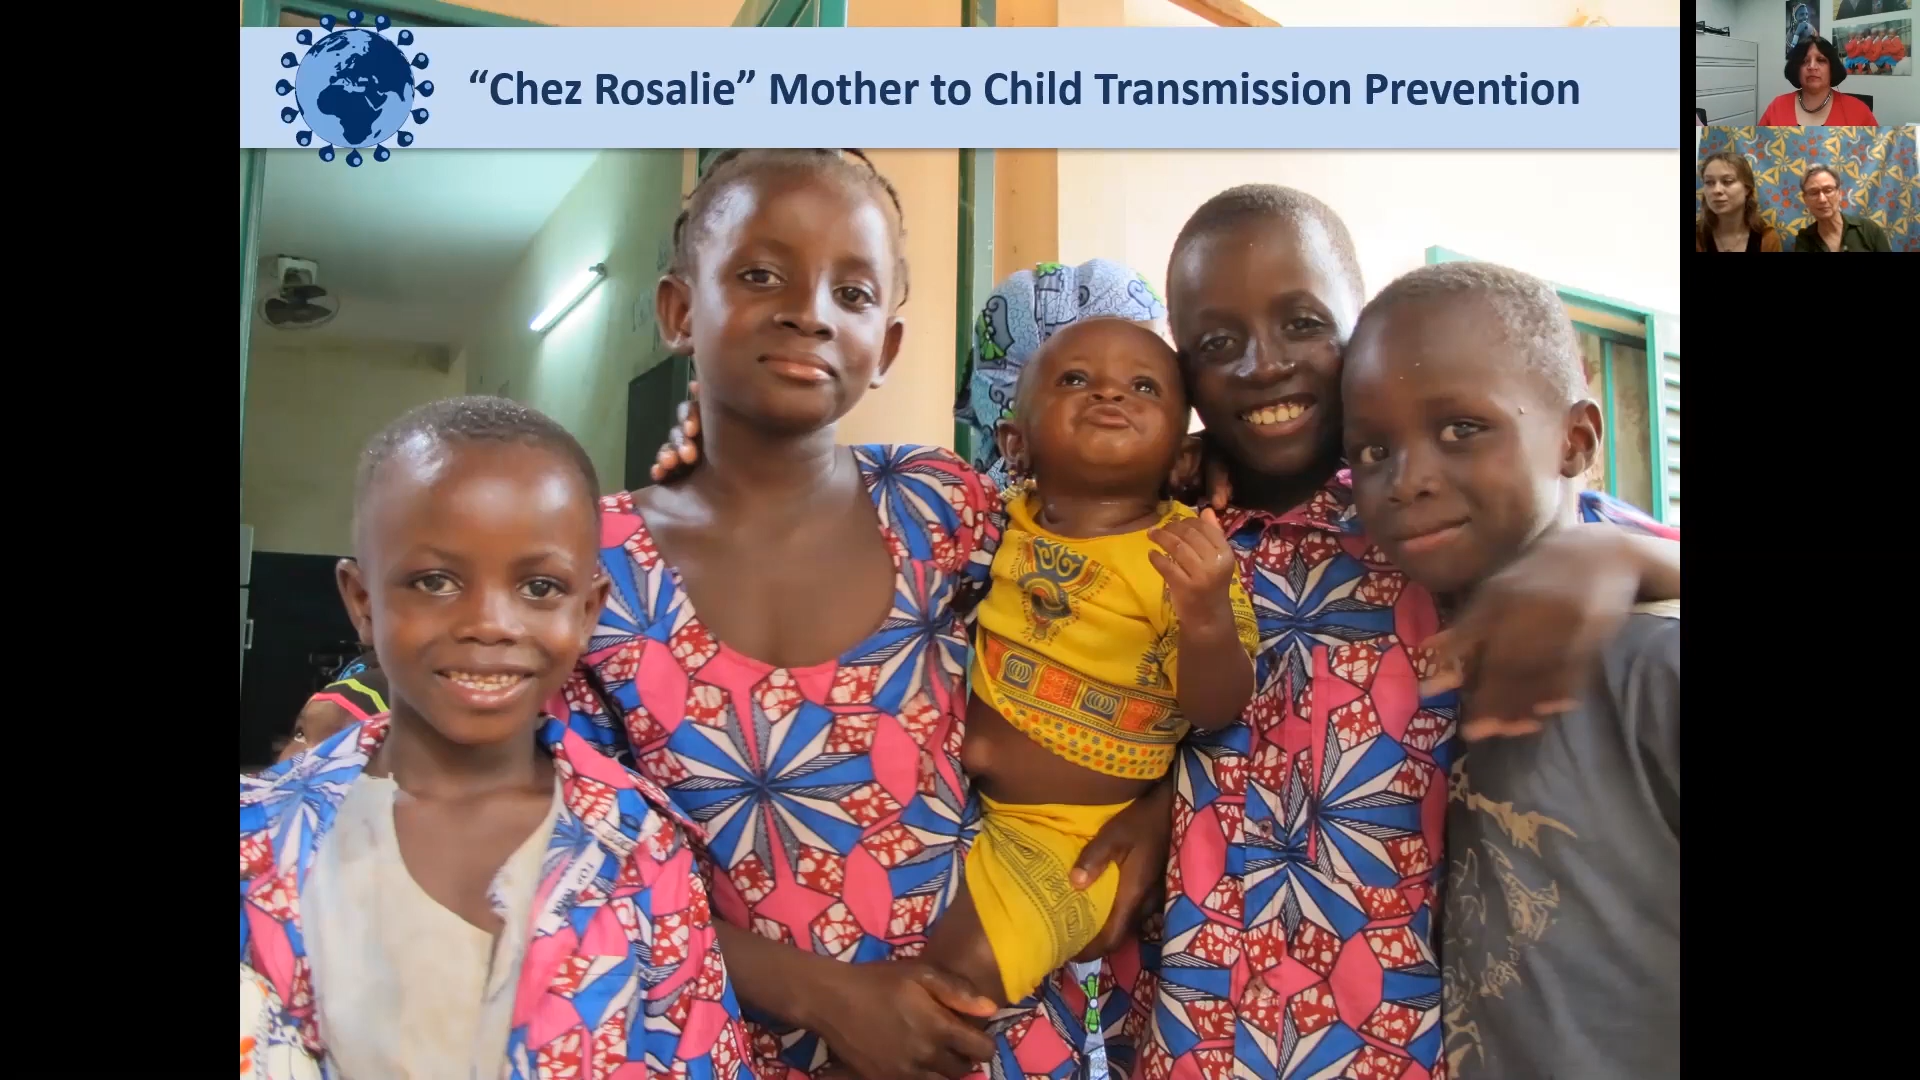 “Chez Rosalie” Mother to Child Transmission Prevention